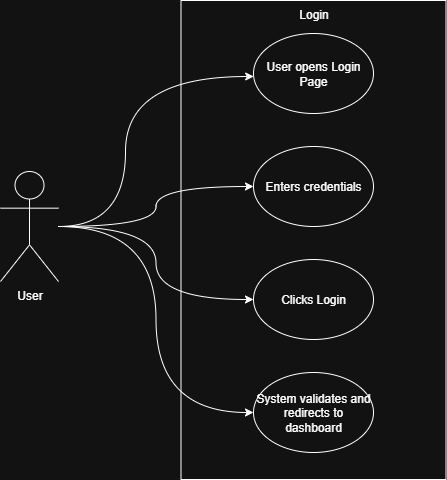 Login
User opens Login
Page
Enters credentials
User
Clicks Login
System validates and
redirects to
dashboard